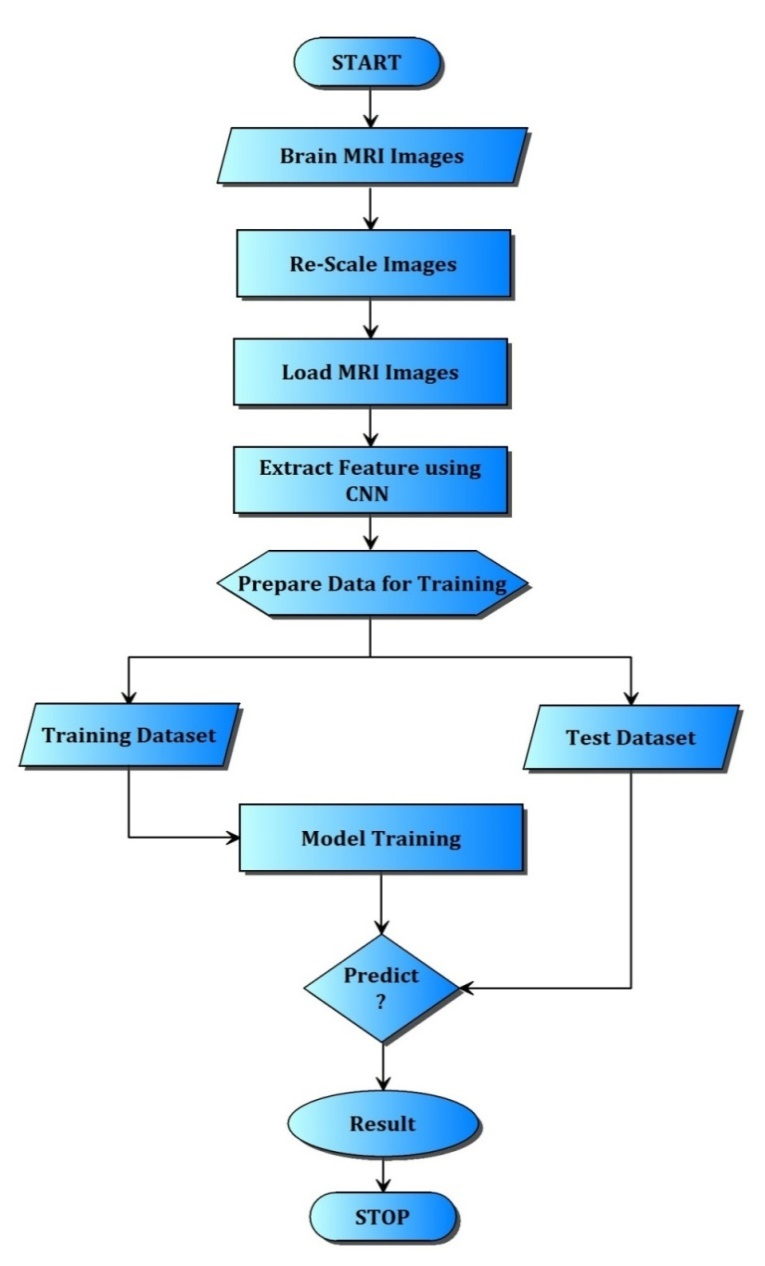 START
Brain MRI Images
Re-Scale Images
Load MRI Images
Extract Feature using
CNN
Prepare Data for Training
Training Dataset
Test Dataset
Model Training
Predict
?
Result
STOP